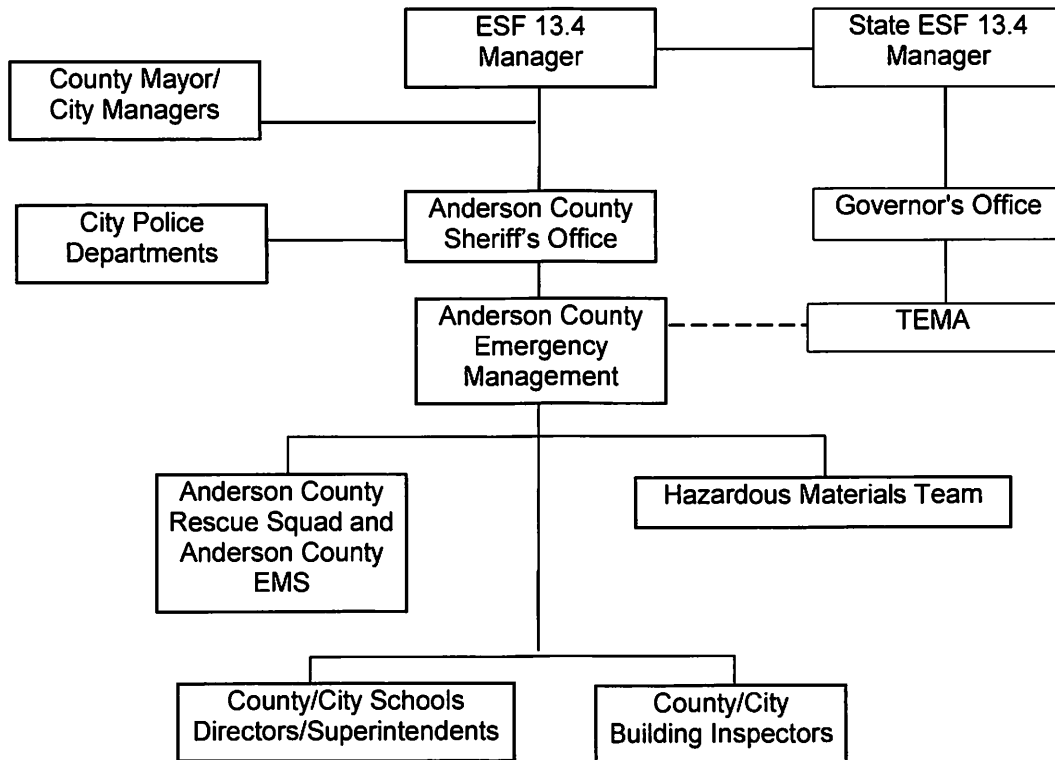 ESF 13.4
Manager
State ESF 13.4
Manager
County Mayor/
City Managers
City Police
Departments
Anderson County
Sheriff's Office
Governor's Office
Anderson County
Emergency
Management
TEMA
Anderson County
Rescue Squad and
Anderson County
EMS
Hazardous Materials Team
County/City Schools
Directors/Superintendents
County/City
Building Inspectors